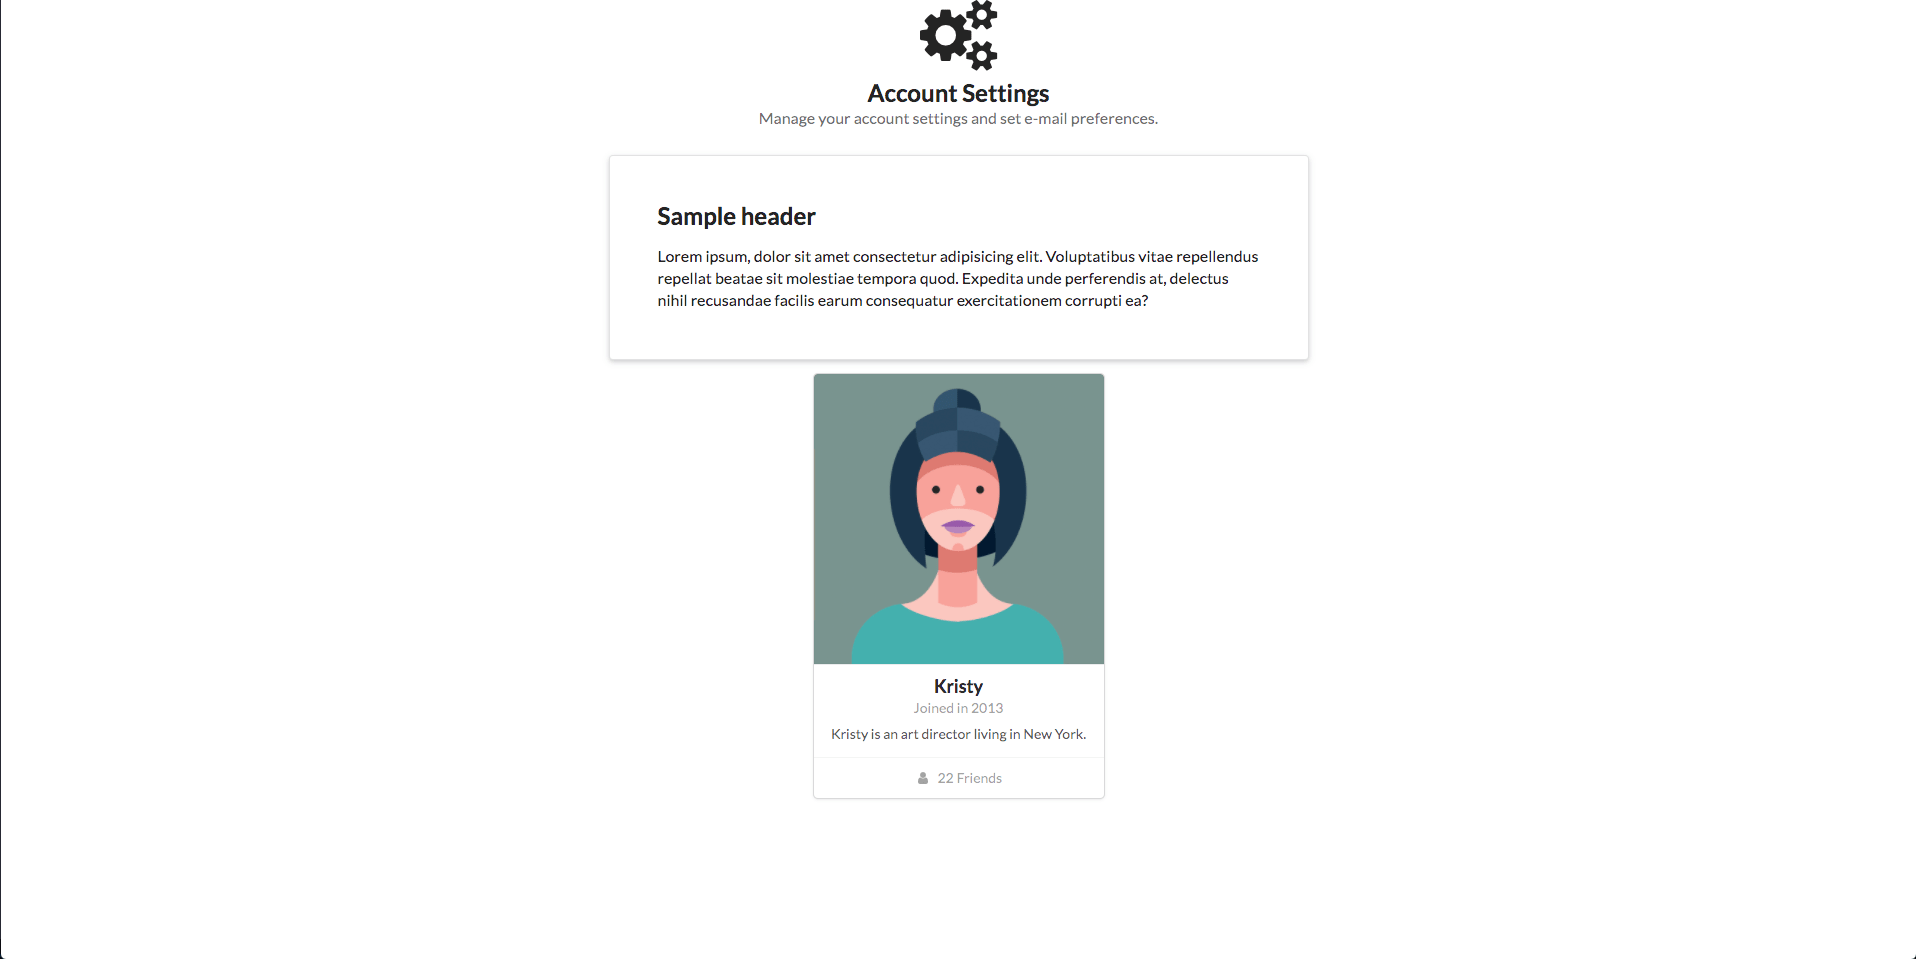 Account Settings
Manage your account settings and set e-mail preferences.
Sample header
Lorem ipsum, dolor sit amet consectetur adipisicing elit. Voluptatibus vitae repellendus
repellat beatae sit molestiae tempora quod. Expedita unde perferendis at, delectus
nihil recusandae facilis earum consequatur exercitationem corrupti ea?
Kristy
Joined in 2013
Kristy is an art director living in New York.
22 Friends